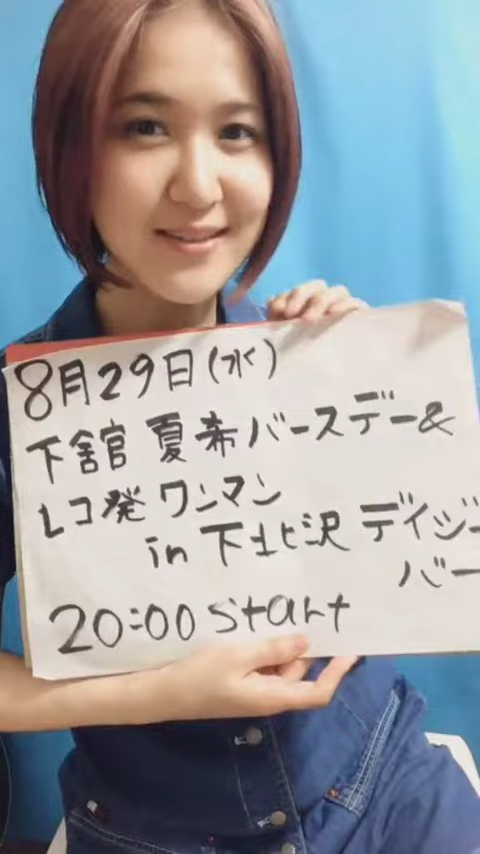 8月29日(水)
下舘 夏希バースデー&
レコ発 ワンマン
in 下北沢 デイジー
バー
20:00 start